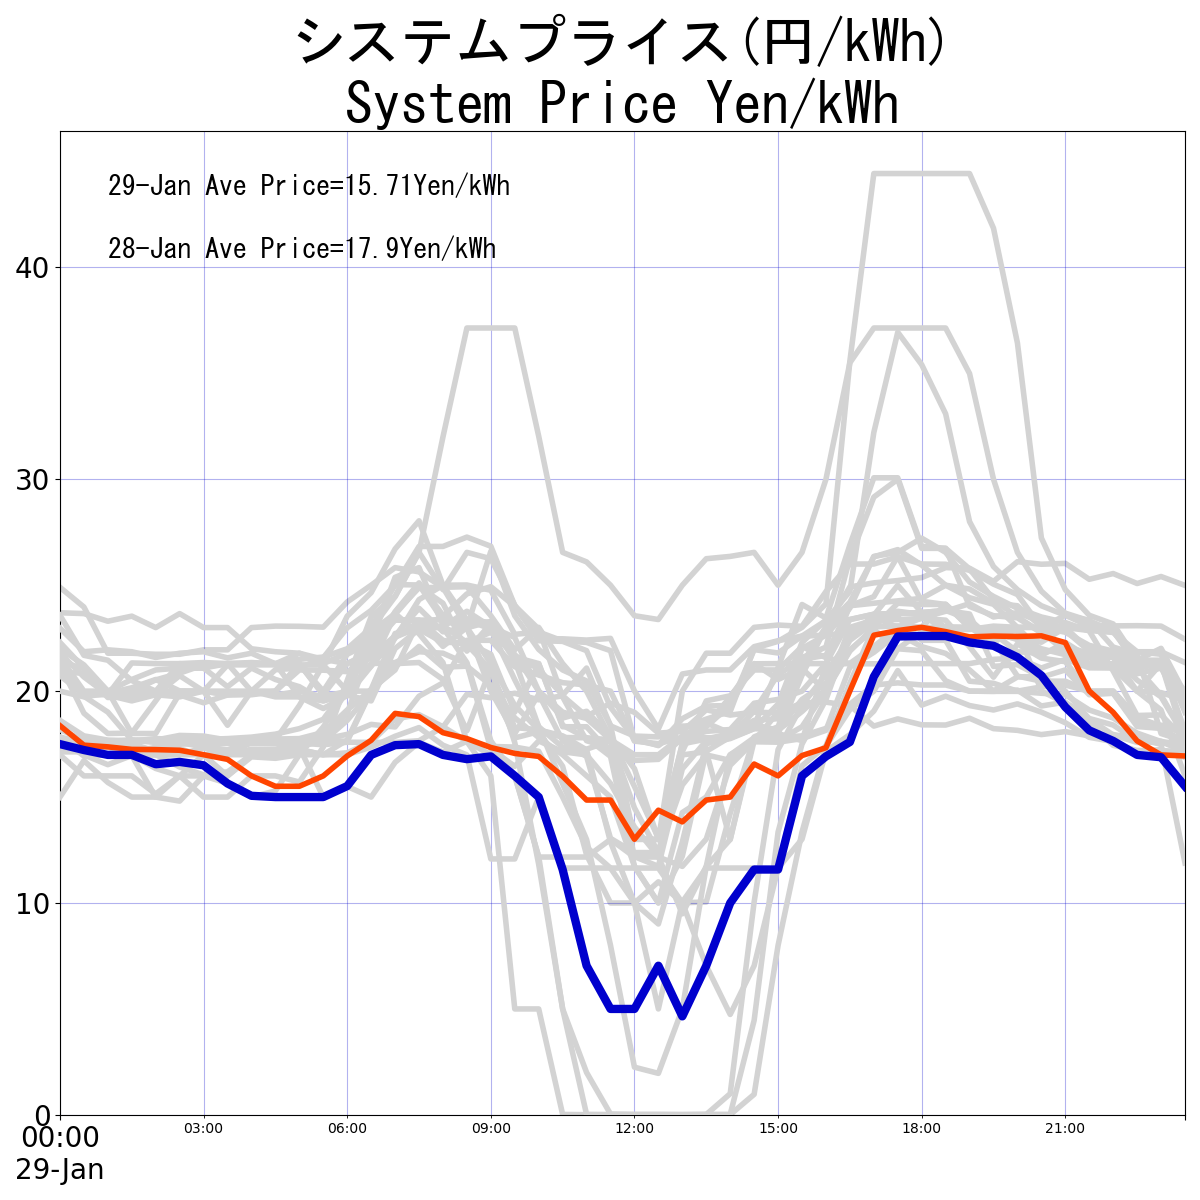 システムプライス(円/kWh)
System Price Yen/kWh
29-Jan Ave Price=15.71Yen/kWh
28-Jan Ave Price=17.9Yen/kWh
40
30
20
10
0
00:00 03:00 06:00 09:00 12:00 15:00 18:00 21:00
29-Jan